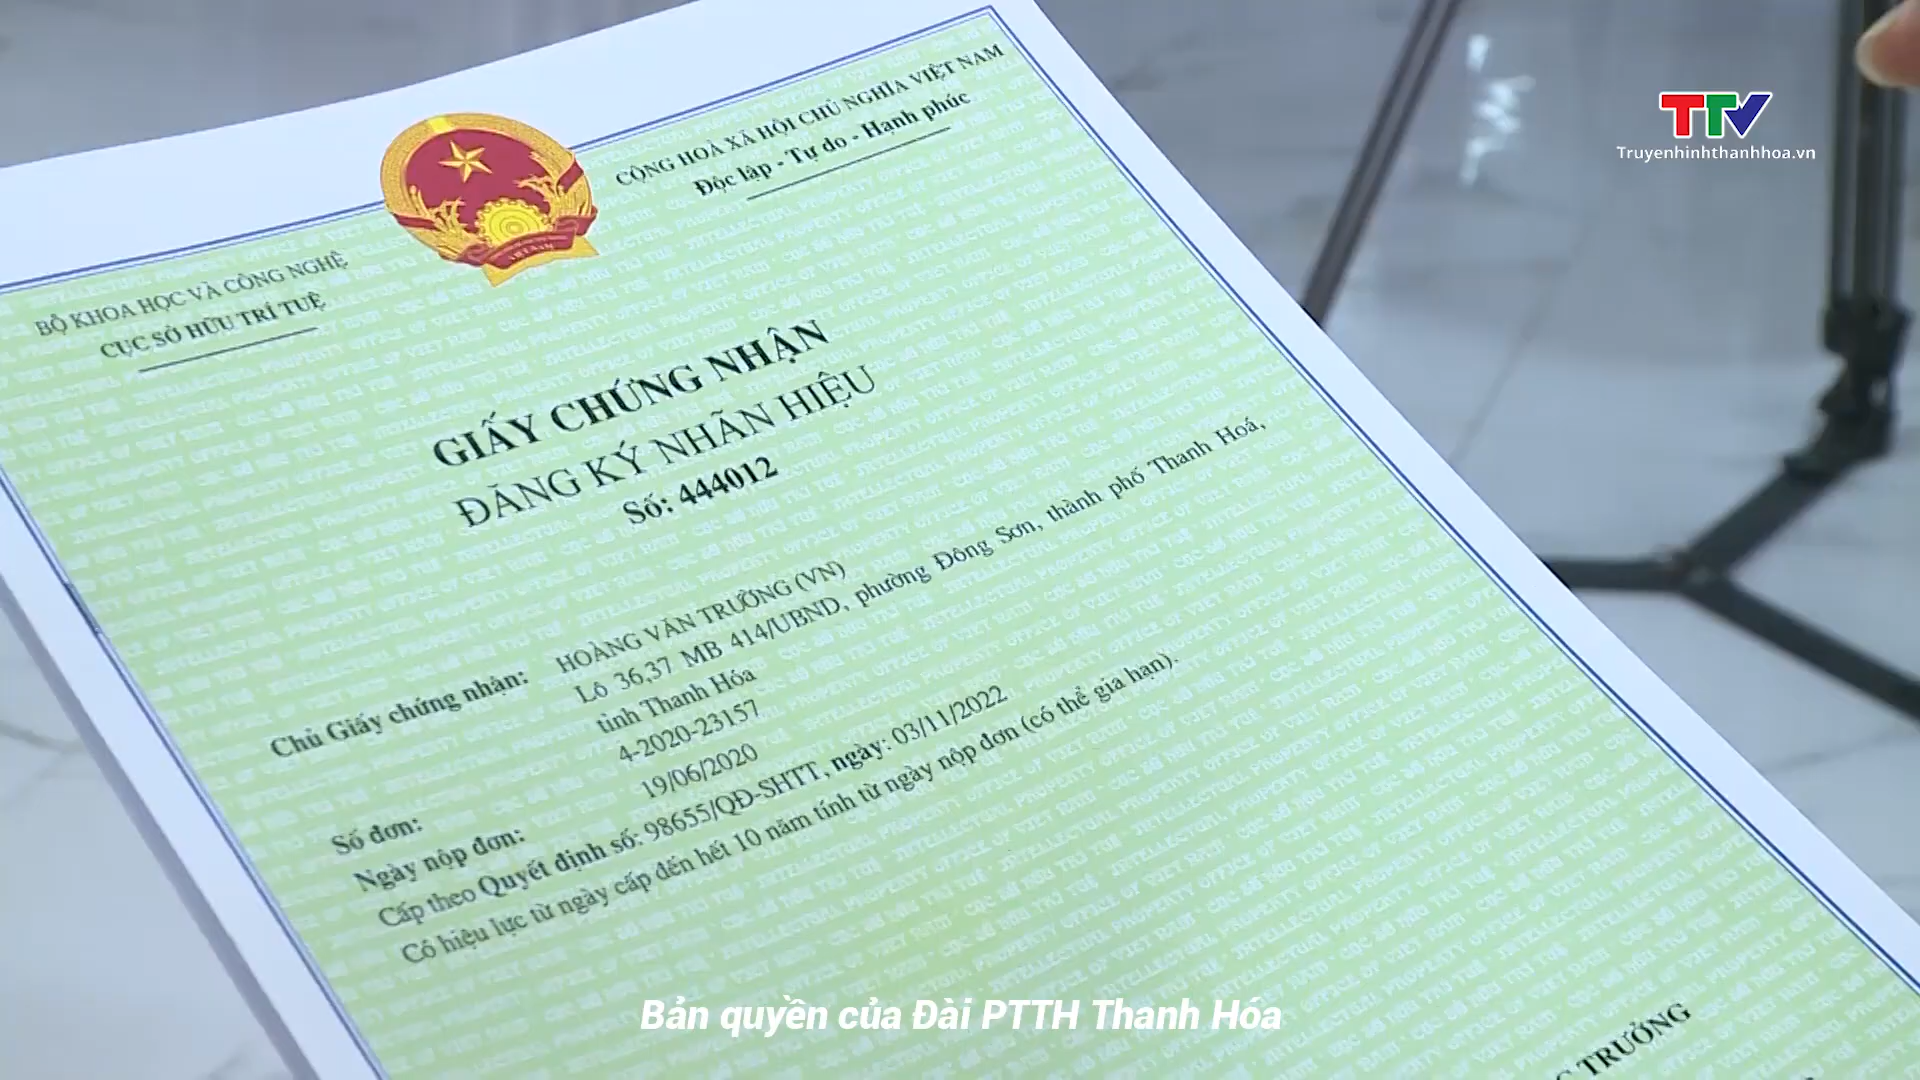 TTV
Truyenhinhthanhhoa.vn
CỘNG HOÀ XÃ HỘI CHỦ NGHĨA VIỆT NAM
Độc lập - Tự do - Hạnh phúc
BỘ KHOA HỌC VÀ CÔNG NGHỆ
CỤC SỞ HỮU TRÍ TUỆ
GIẤY CHỨNG NHẬN
ĐĂNG KÝ NHÃN HIỆU
Số: 444012
Chủ Giấy chứng nhận: HOÀNG VĂN TRƯỜNG (VN)
Lô 36,37 MB 414/UBND, phường Đông Sơn, thành phố Thanh Hoá,
tỉnh Thanh Hóa
Số đơn: 4-2020-23157
Ngày nộp đơn: 19/06/2020
Cấp theo Quyết định số: 98655/QĐ-SHTT, ngày: 03/11/2022
Có hiệu lực từ ngày cấp đến hết 10 năm tính từ ngày nộp đơn (có thể gia hạn).
TRƯỞNG
Bản quyền của Đài PTTH Thanh Hóa